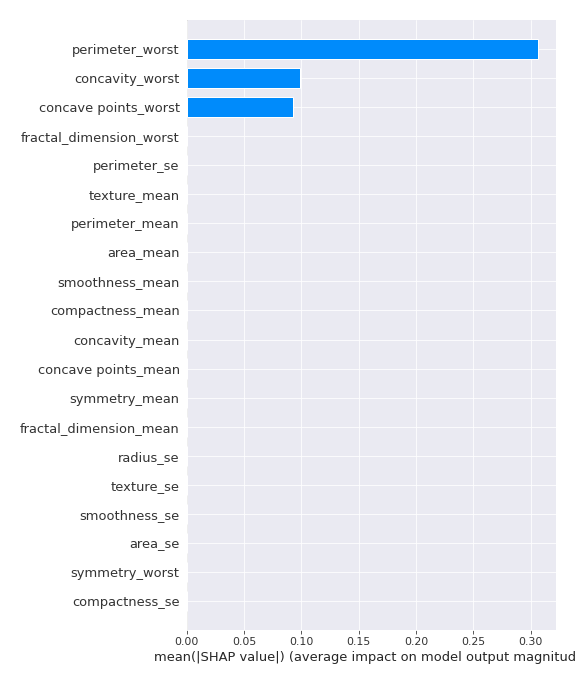 perimeter_worst
concavity_worst
concave points_worst
fractal_dimension_worst
perimeter_se
texture_mean
perimeter_mean
area_mean
smoothness_mean
compactness_mean
concavity_mean
concave points_mean
symmetry_mean
fractal_dimension_mean
radius_se
texture_se
smoothness_se
area_se
symmetry_worst
compactness_se
0.00 0.05 0.10 0.15 0.20 0.25 0.30
mean(|SHAP value|) (average impact on model output magnitud